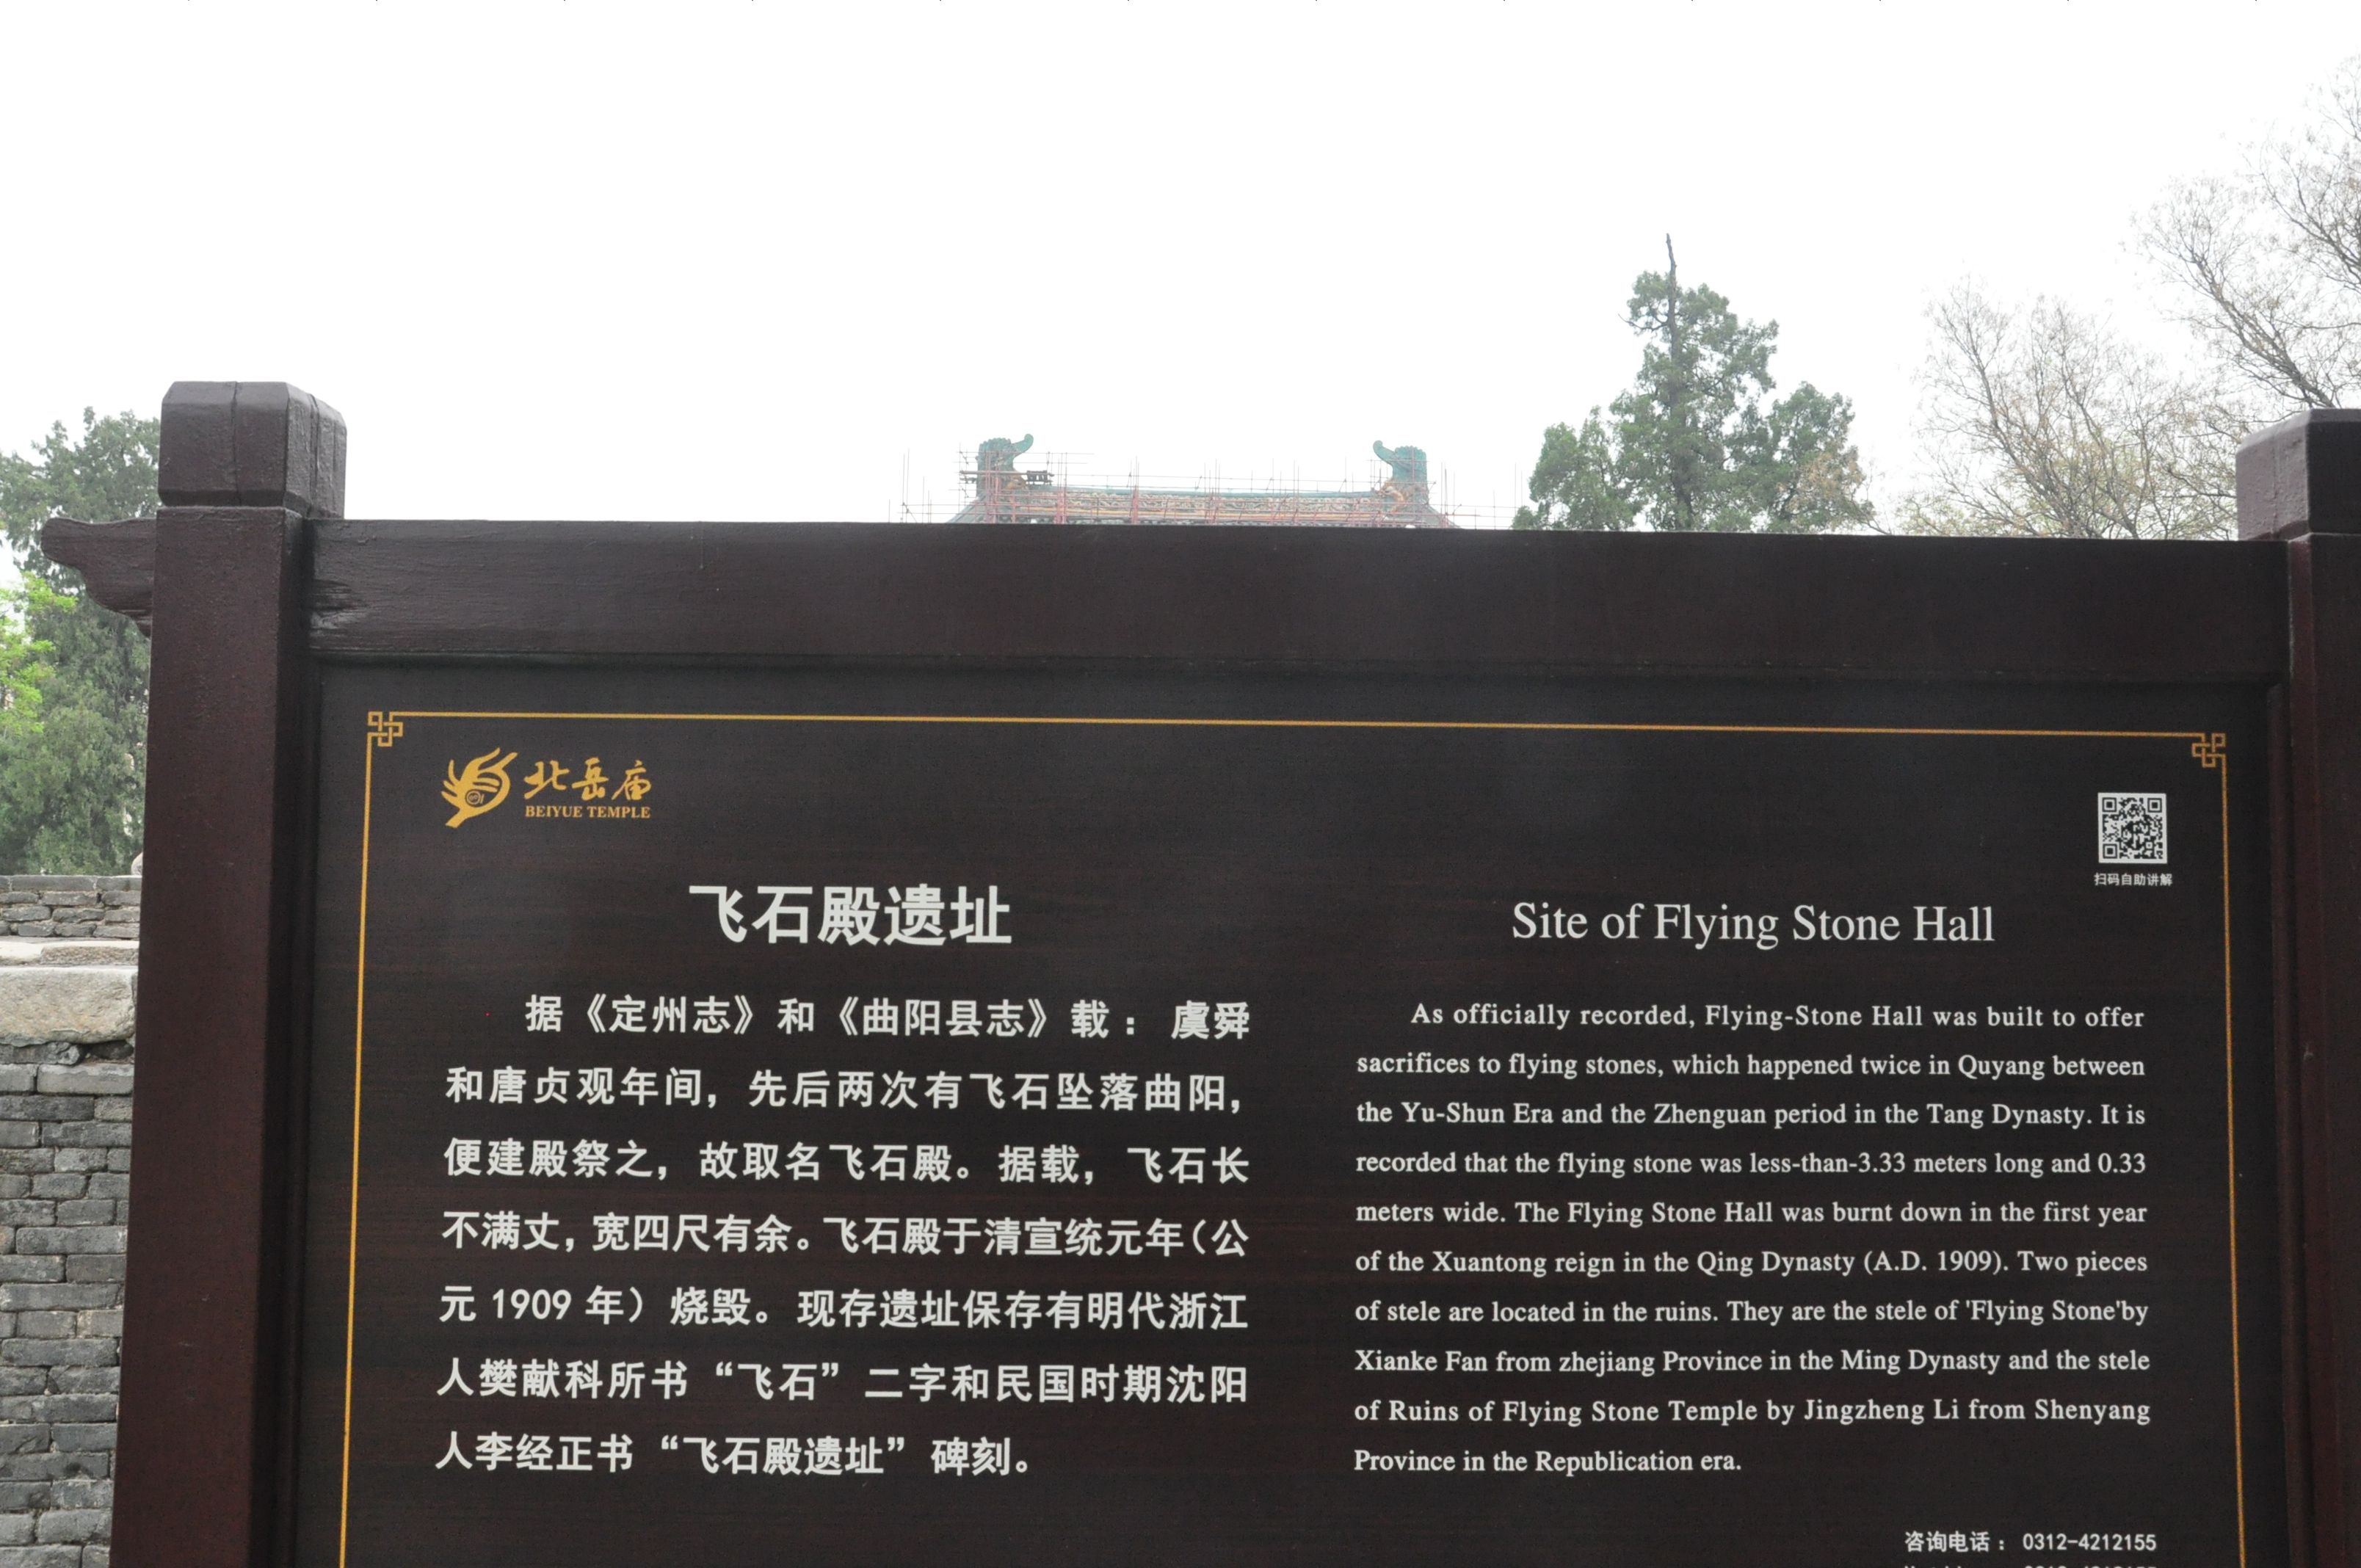 北岳庙
BEIYUE TEMPLE
扫码自助讲解
飞石殿遗址
据《定州志》和《曲阳县志》载：虞舜
和唐贞观年间，先后两次有飞石坠落曲阳，
便建殿祭之，故取名飞石殿。据载，飞石长
不满丈，宽四尺有余。飞石殿于清宣统元年（公
元 1909 年）烧毁。现存遗址保存有明代浙江
人樊献科所书“飞石”二字和民国时期沈阳
人李经正书“飞石殿遗址”碑刻。
Site of Flying Stone Hall
As officially recorded, Flying-Stone Hall was built to offer
sacrifices to flying stones, which happened twice in Quyang between
the Yu-Shun Era and the Zhenguan period in the Tang Dynasty. It is
recorded that the flying stone was less-than-3.33 meters long and 0.33
meters wide. The Flying Stone Hall was burnt down in the first year
of the Xuantong reign in the Qing Dynasty (A.D. 1909). Two pieces
of stele are located in the ruins. They are the stele of 'Flying Stone'by
Xianke Fan from zhejiang Province in the Ming Dynasty and the stele
of Ruins of Flying Stone Temple by Jingzheng Li from Shenyang
Province in the Republication era.
咨询电话：0312-4212155